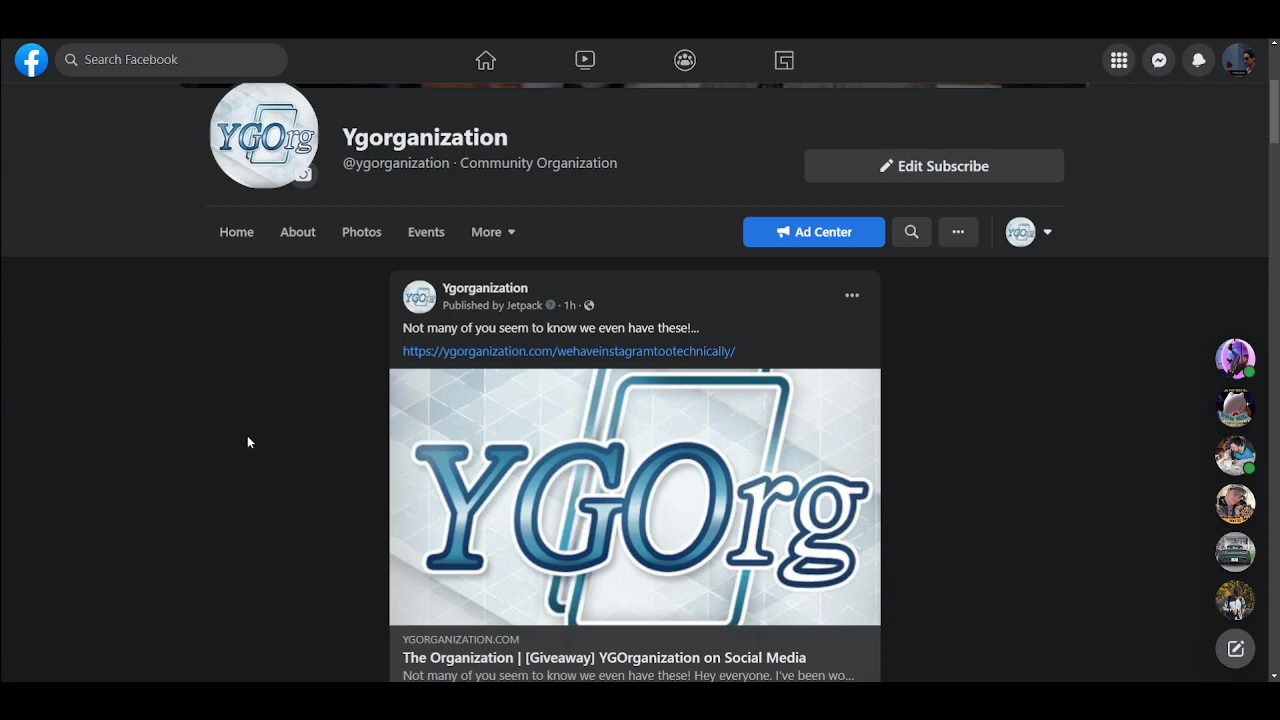 Search Facebook
YGOrg
Ygorganization
@ygorganization · Community Organization
Edit Subscribe
Home
About
Photos
Events
More
Ad Center
YGOrg
YGOrg
Ygorganization
Published by Jetpack · 1h ·
Not many of you seem to know we even have these!...
https://ygorganization.com/wehaveinstagramtootechnically/
YGOrg
YGORGANIZATION.COM
The Organization | [Giveaway] YGOrganization on Social Media
Not many of you seem to know we even have these! Hey everyone. I've been wo...